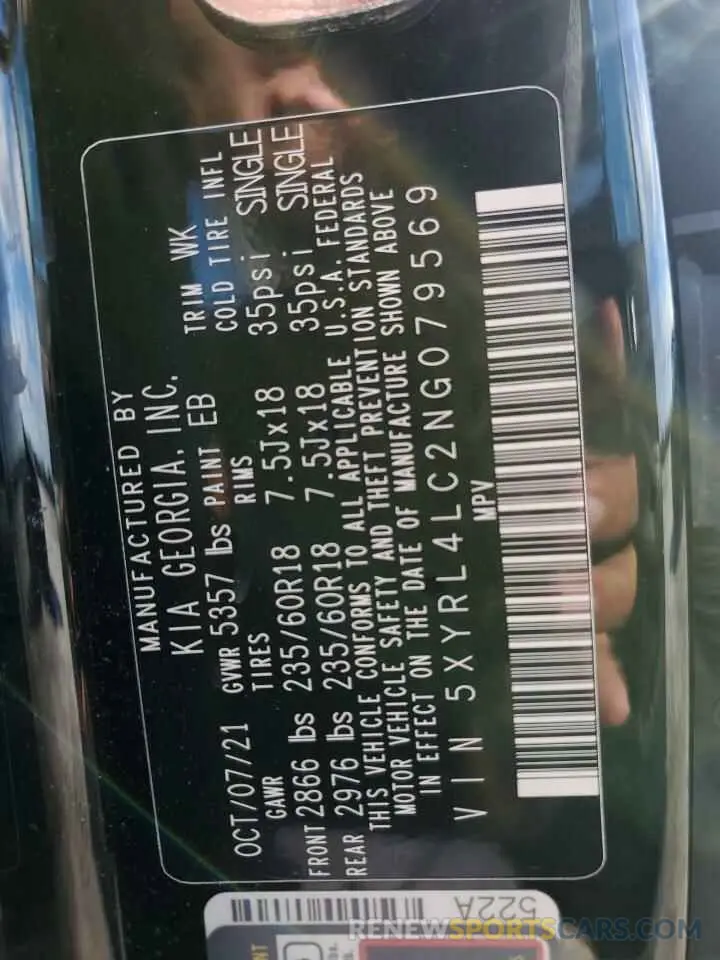 MANUFACTURED BY
KIA GEORGIA, INC.
OCT/07/21 GVWR 5357 lbs PAINT EB TRIM WK
GAWR TIRES RIMS COLD TIRE INFL
FRONT 2866 lbs 235/60R18 7.5Jx18 35psi SINGLE
REAR 2976 lbs 235/60R18 7.5Jx18 35psi SINGLE
THIS VEHICLE CONFORMS TO ALL APPLICABLE U.S.A. FEDERAL
MOTOR VEHICLE SAFETY AND THEFT PREVENTION STANDARDS
IN EFFECT ON THE DATE OF MANUFACTURE SHOWN ABOVE
VIN 5XYRL4LC2NG079569
MPV
522A
RENEWSPORTSCARS.COM